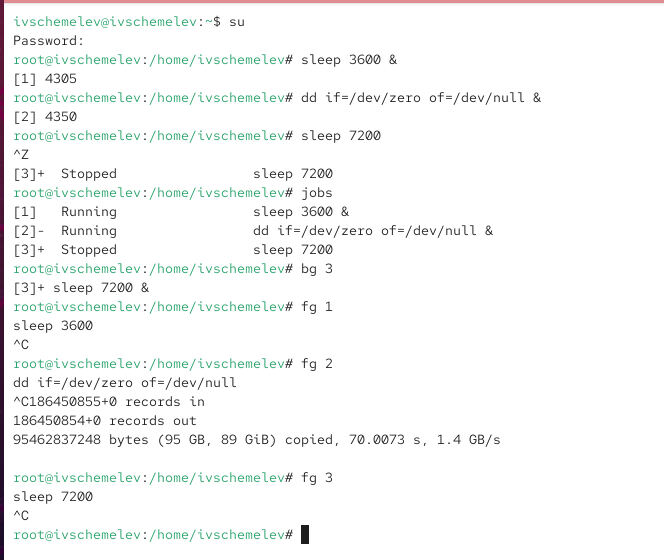 ivschemelev@ivschemelev:~$ su
Password:
root@ivschemelev:/home/ivschemelev# sleep 3600 &
[1] 4305
root@ivschemelev:/home/ivschemelev# dd if=/dev/zero of=/dev/null &
[2] 4350
root@ivschemelev:/home/ivschemelev# sleep 7200
^Z
[3]+  Stopped                 sleep 7200
root@ivschemelev:/home/ivschemelev# jobs
[1]   Running                 sleep 3600 &
[2]-  Running                 dd if=/dev/zero of=/dev/null &
[3]+  Stopped                 sleep 7200
root@ivschemelev:/home/ivschemelev# bg 3
[3]+ sleep 7200 &
root@ivschemelev:/home/ivschemelev# fg 1
sleep 3600
^C
root@ivschemelev:/home/ivschemelev# fg 2
dd if=/dev/zero of=/dev/null
^C186450855+0 records in
186450854+0 records out
95462837248 bytes (95 GB, 89 GiB) copied, 70.0073 s, 1.4 GB/s

root@ivschemelev:/home/ivschemelev# fg 3
sleep 7200
^C
root@ivschemelev:/home/ivschemelev#